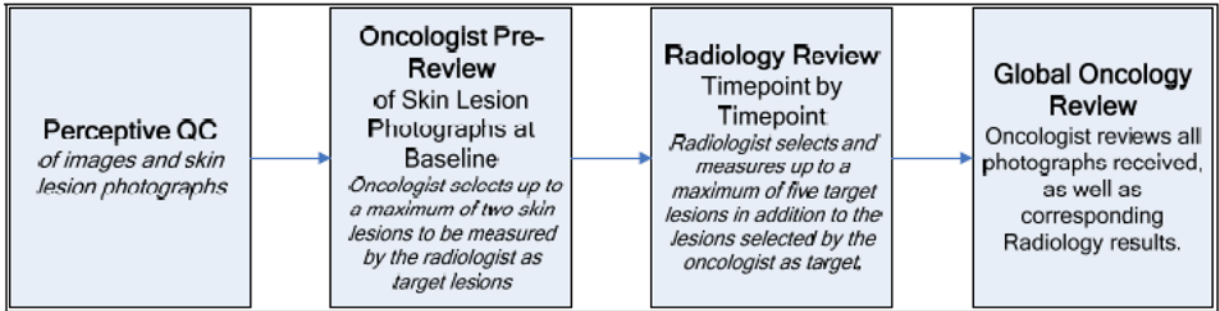 Perceptive QC
of images and skin
lesion photographs
Oncologist Pre-
Review
of Skin Lesion
Photographs at
Baseline
Oncologist selects up to
a maximum of two skin
lesions to be measured
by the radiologist as
target lesions
Radiology Review
Timepoint by
Timepoint
Radiologist selects and
measures up to a
maximum of five target
lesions in addition to the
lesions selected by the
oncologist as target.
Global Oncology
Review
Oncologist reviews all
photographs received,
as well as
corresponding
Radiology results.